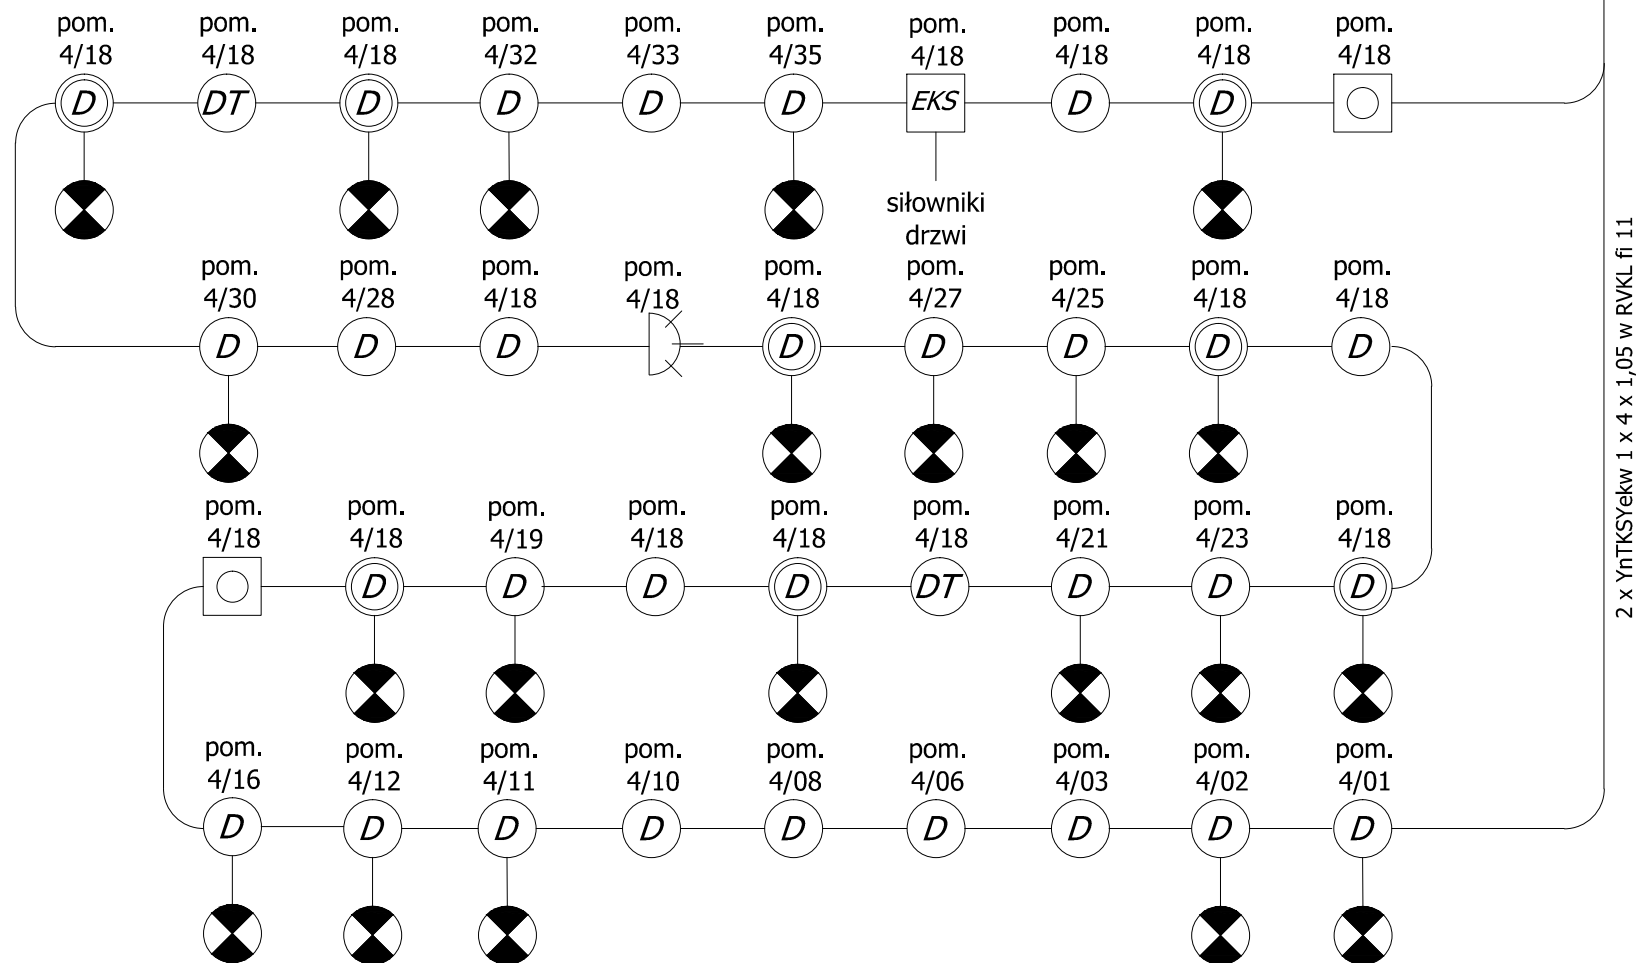 pom. pom. pom. pom. pom. pom. pom. pom. pom. pom.
4/18 4/18 4/18 4/32 4/33 4/35 4/18 4/18 4/18 4/18
D DT D D D D EKS D D
siłowniki
drzwi
pom. pom. pom. pom. pom. pom. pom. pom. pom.
4/30 4/28 4/18 4/18 4/18 4/27 4/25 4/18 4/18
D D D D D D D D
pom. pom. pom. pom. pom. pom. pom. pom. pom.
4/18 4/18 4/19 4/18 4/18 4/18 4/21 4/23 4/18
D D D D DT D D D
pom. pom. pom. pom. pom. pom. pom. pom. pom.
4/16 4/12 4/11 4/10 4/08 4/06 4/03 4/02 4/01
D D D D D D D D D
2 x YnTKSYekw 1 x 4 x 1,05 w RVKL fi 11